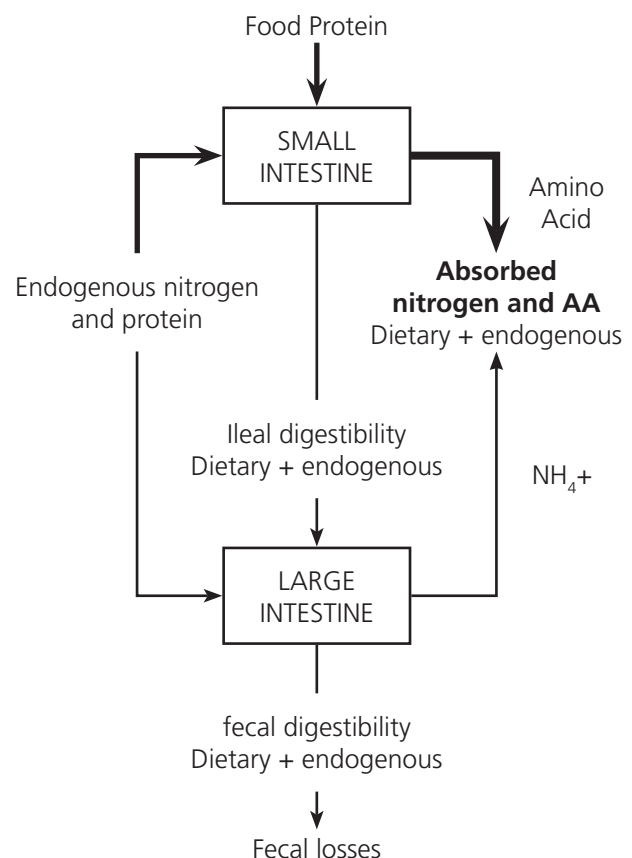 Food Protein
SMALL
INTESTINE
Amino
Acid
Absorbed
nitrogen and AA
Dietary + endogenous
Endogenous nitrogen
and protein
Ileal digestibility
Dietary + endogenous
NH₄+
LARGE
INTESTINE
fecal digestibility
Dietary + endogenous
Fecal losses